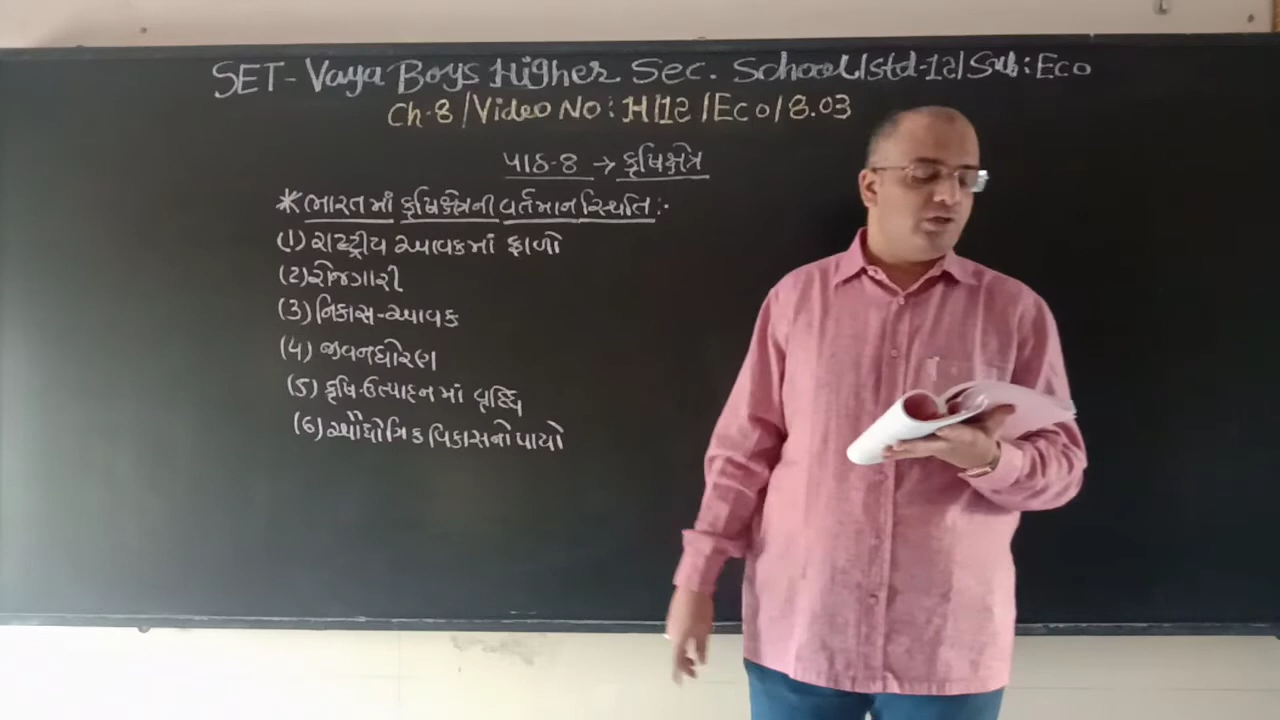 SET- Vaya Boys Higher Sec. School/Std-12/Sub: Eco
Ch-8/Video No: H/12/Eco/8.03
પાઠ-8 → કૃષિક્ષેત્ર
*ભારતમાં કૃષિક્ષેત્રની વર્તમાન સ્થિતિ:-
(1) રાષ્ટ્રીય આવકમાં ફાળો
(2) રોજગારી
(3) નિકાસ-આવક
(4) જીવનધોરણ
(5) કૃષિ-ઉત્પાદનમાં વૃદ્ધિ
(6) ઔદ્યોગિક વિકાસનો પાયો